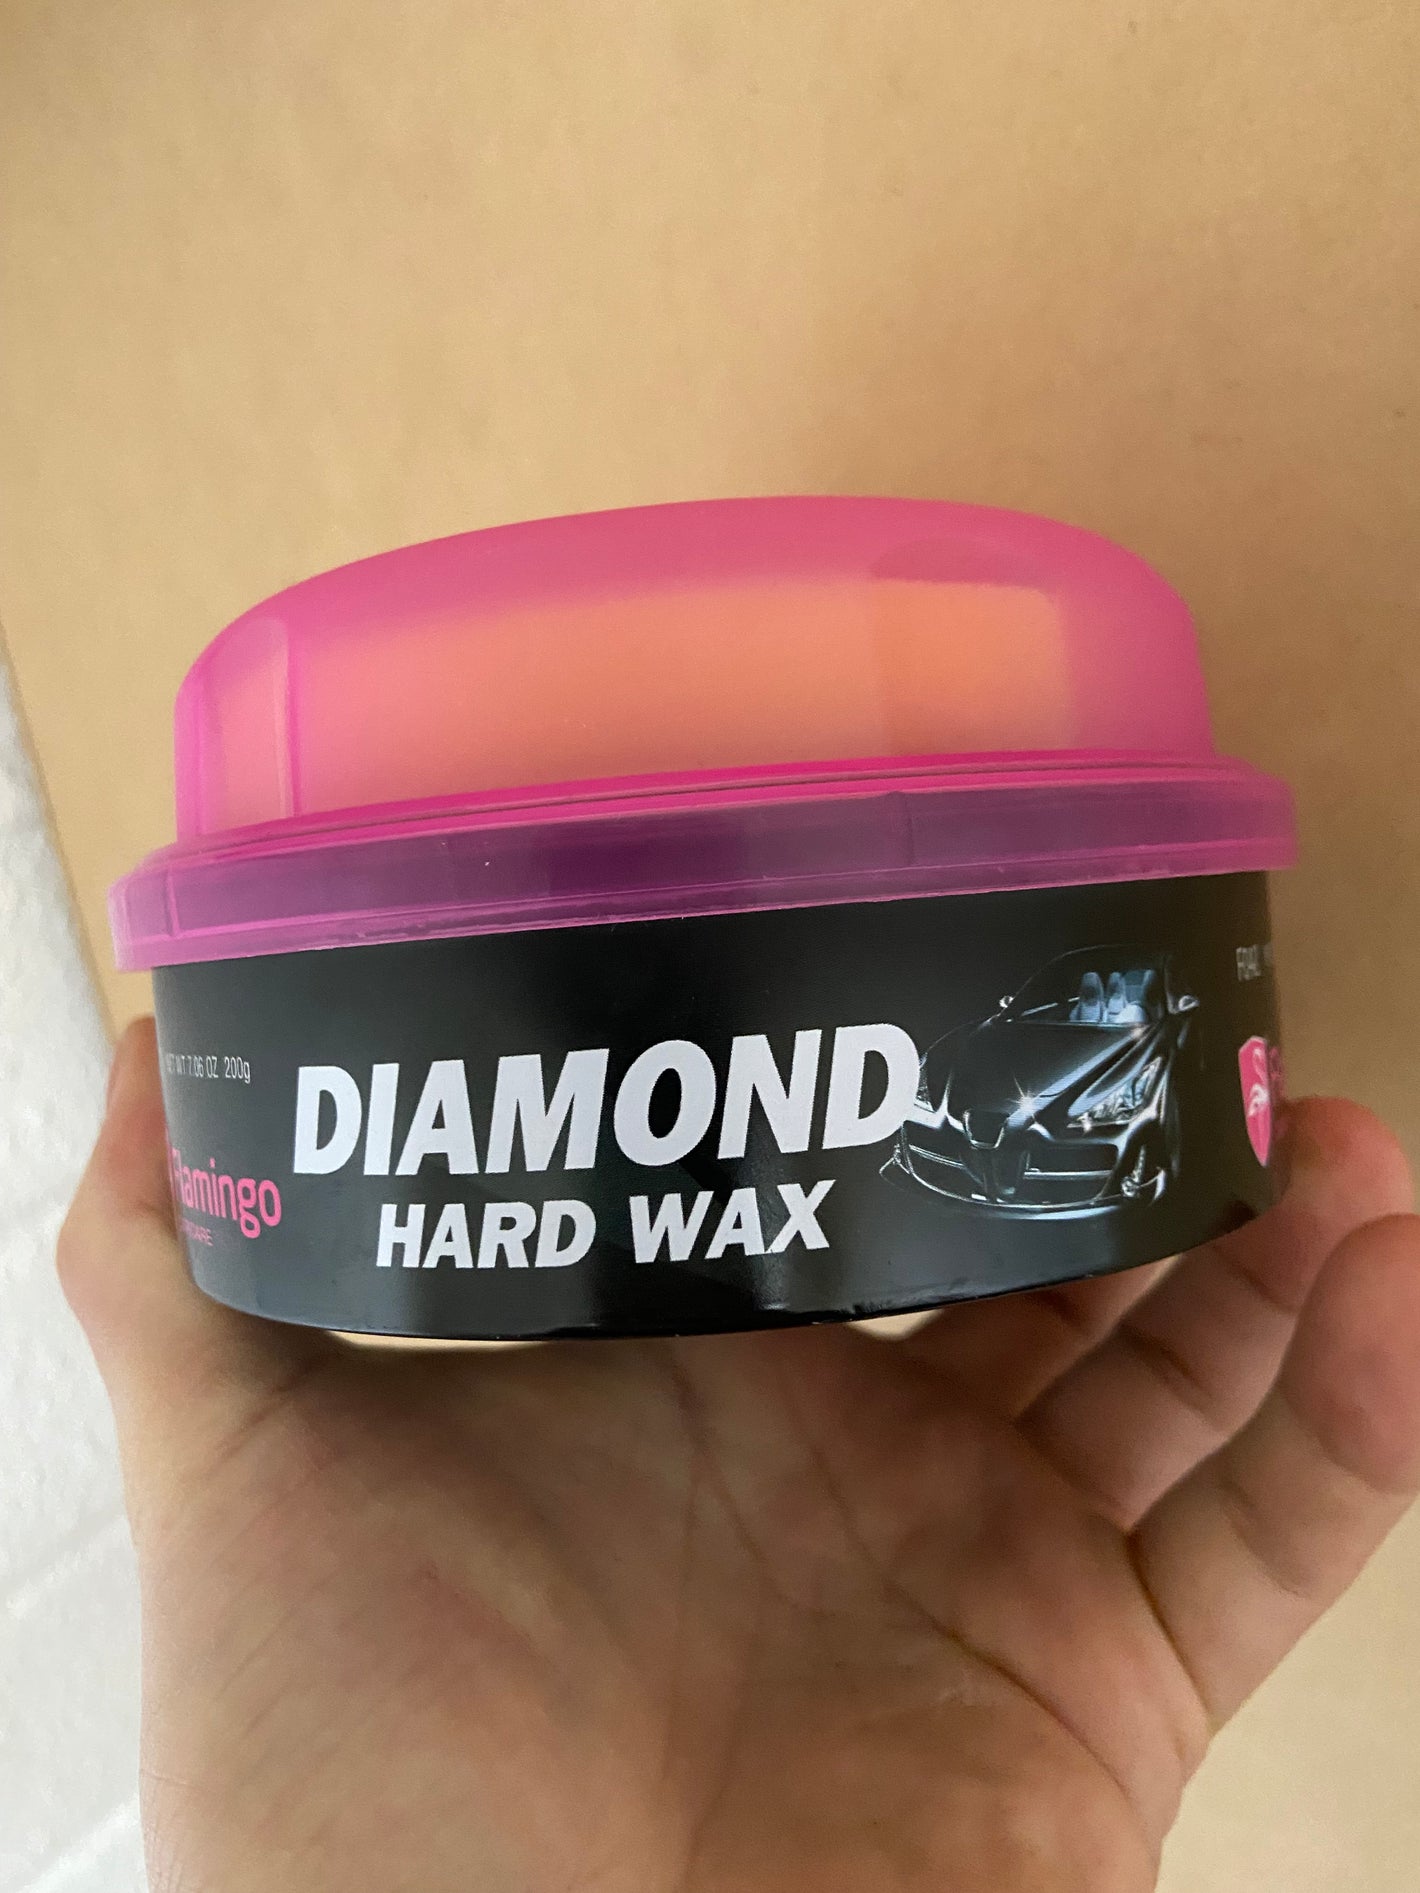 NET WT 7.06 OZ 200g
DIAMOND
HARD WAX
Flamingo